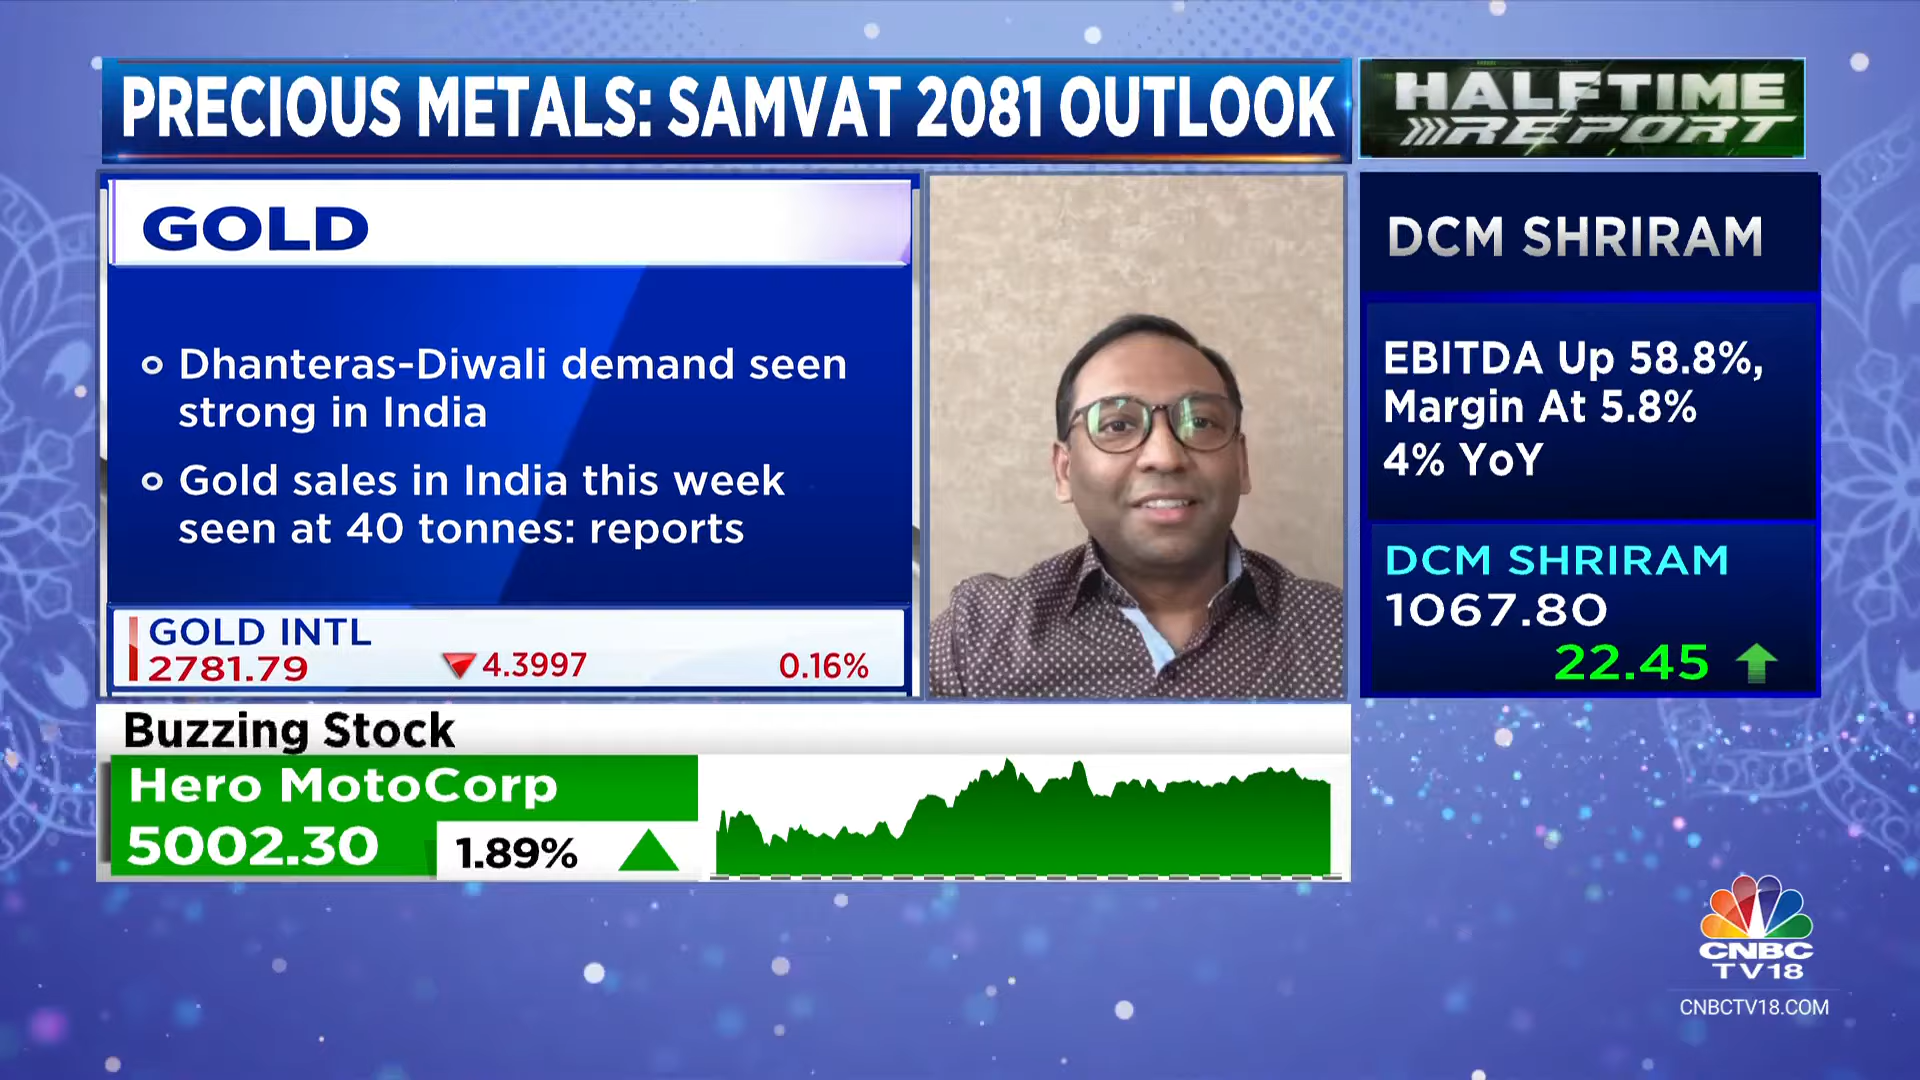 PRECIOUS METALS: SAMVAT 2081 OUTLOOK
HALFTIME
REPORT
GOLD
Dhanteras-Diwali demand seen
strong in India
Gold sales in India this week
seen at 40 tonnes: reports
GOLD INTL
2781.79 4.3997 0.16%
DCM SHRIRAM
EBITDA Up 58.8%,
Margin At 5.8%
4% YoY
DCM SHRIRAM
1067.80
22.45
Buzzing Stock
Hero MotoCorp
5002.30 1.89%
CNBC
TV18
CNBCTV18.COM